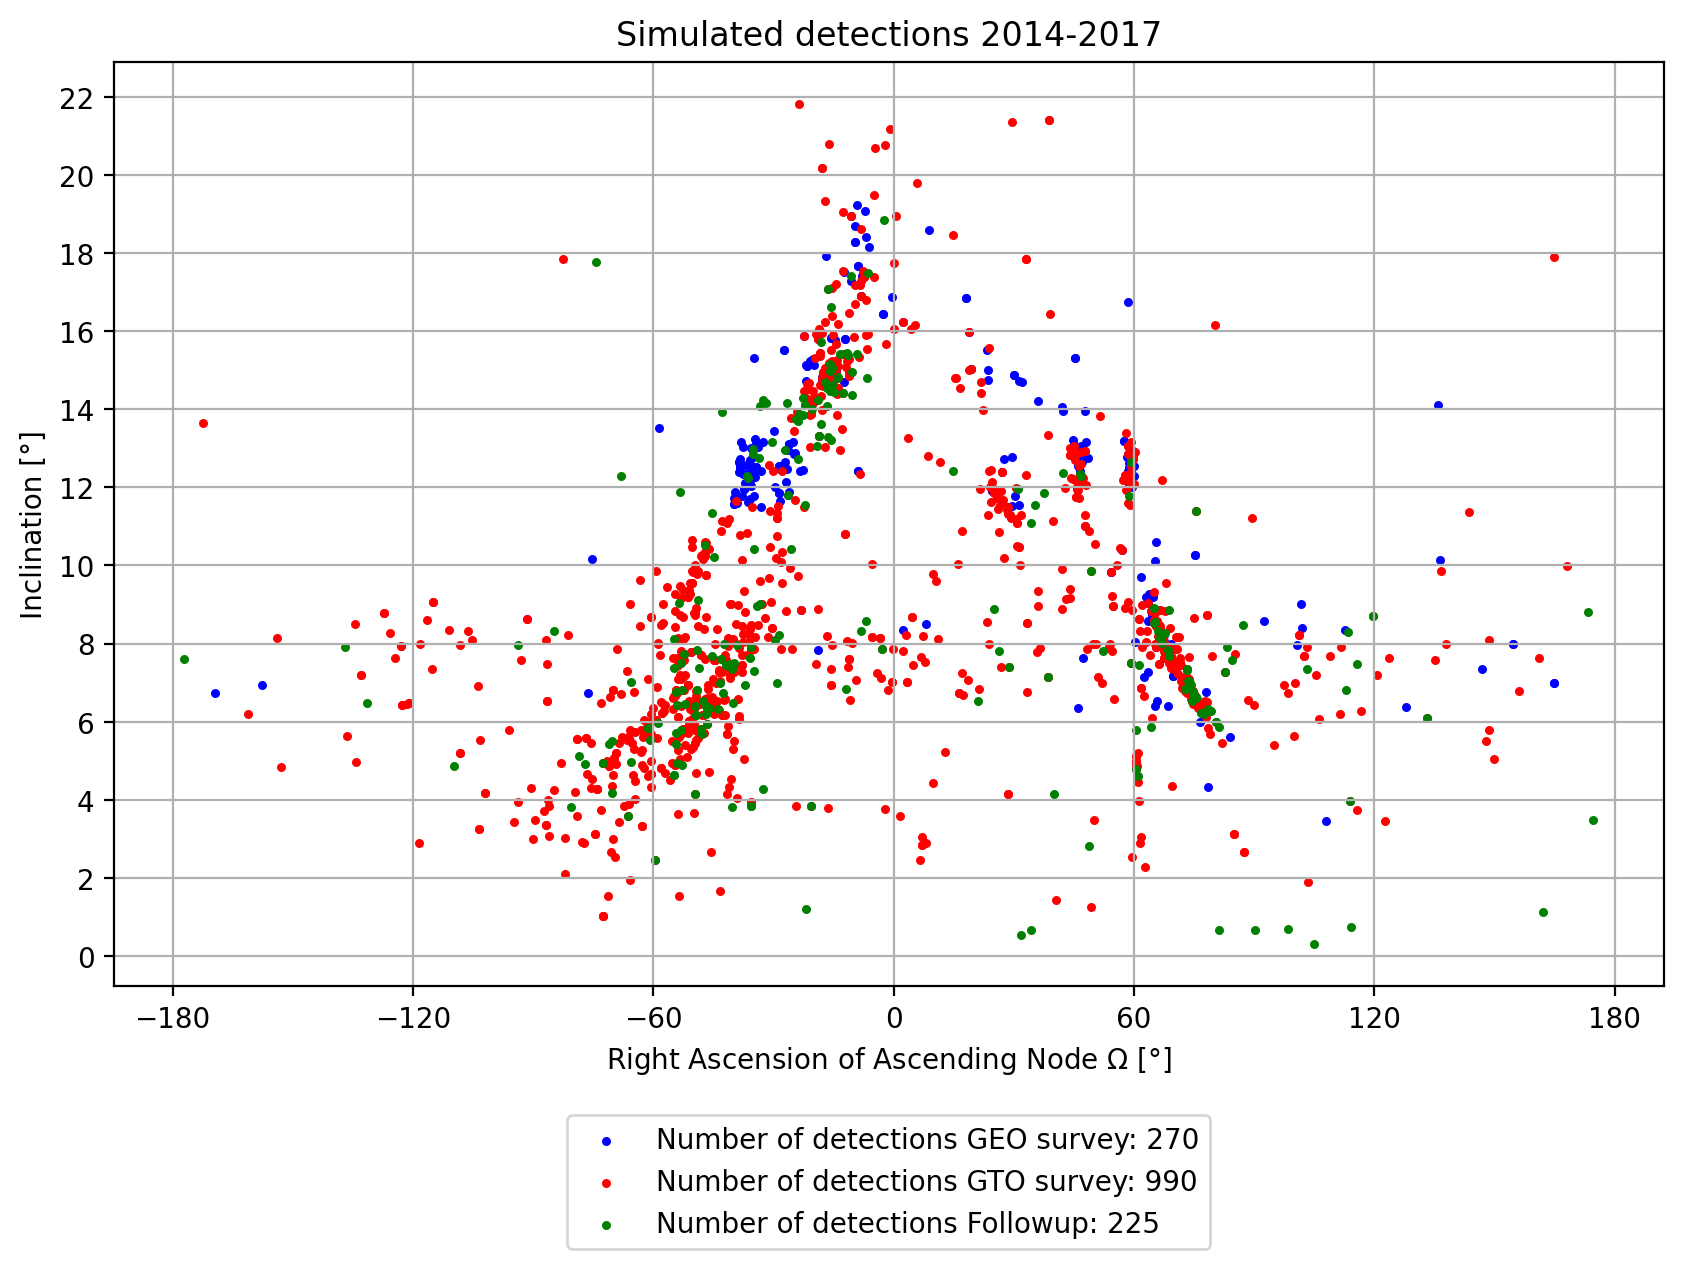 Simulated detections 2014-2017
22
20
18
16
14
12
10
8
6
4
2
0
Inclination [°]
−180 −120 −60 0 60 120 180
Right Ascension of Ascending Node Ω [°]
Number of detections GEO survey: 270
Number of detections GTO survey: 990
Number of detections Followup: 225